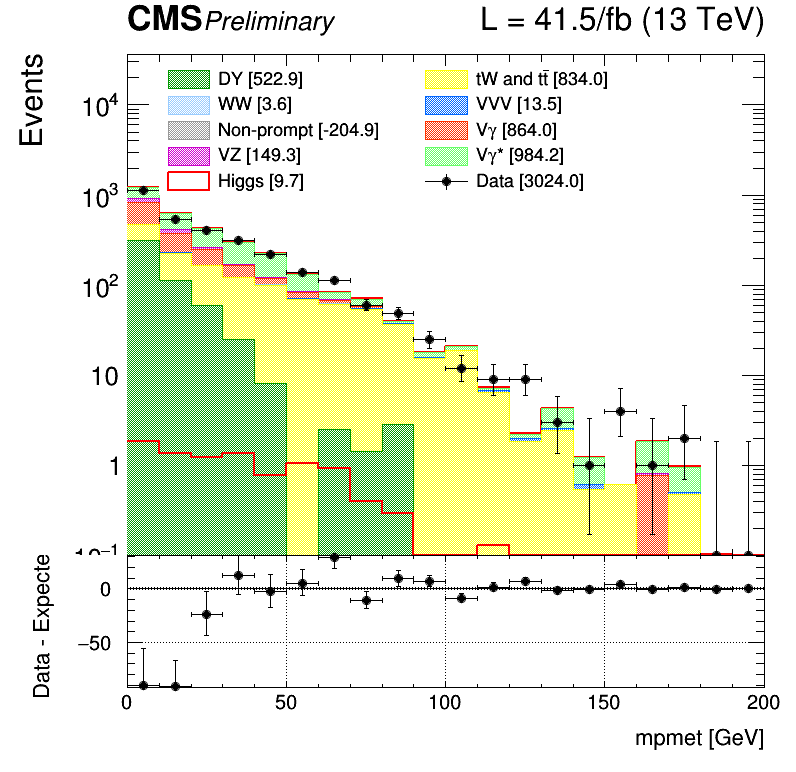 CMS Preliminary L = 41.5/fb (13 TeV)
Events
DY [522.9] tW and tt̄ [834.0]
WW [3.6] VVV [13.5]
Non-prompt [-204.9] Vγ [864.0]
VZ [149.3] Vγ* [984.2]
Higgs [9.7] Data [3024.0]
10⁴
10³
10²
10
1
10⁻¹
Data - Expecte
0
−50
0 50 100 150 200
mpmet [GeV]